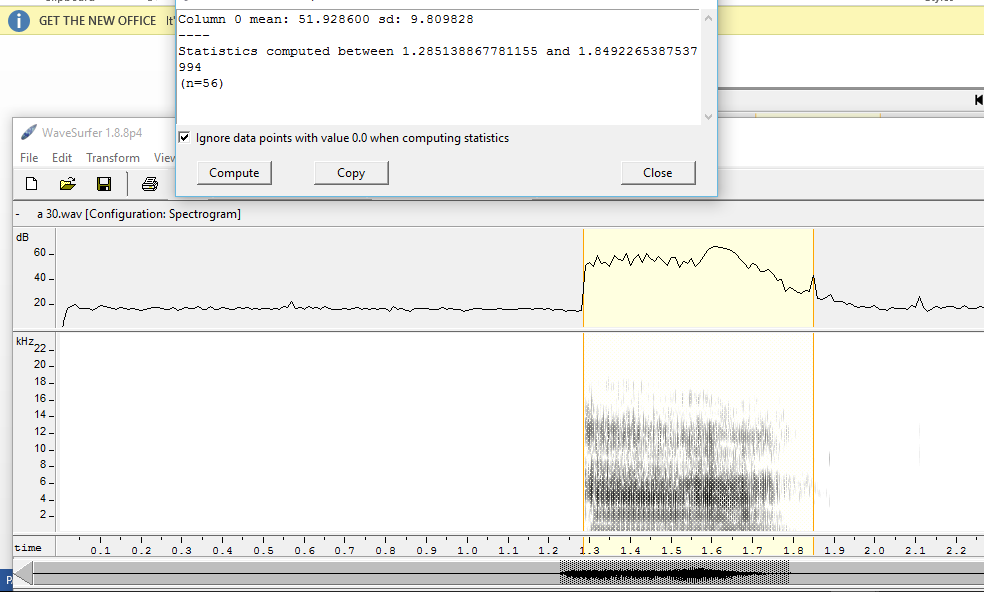 GET THE NEW OFFICE It'
Column 0 mean: 51.928600 sd: 9.809828
----
Statistics computed between 1.285138867781155 and 1.8492265387537
994
(n=56)
Ignore data points with value 0.0 when computing statistics
Compute Copy Close
WaveSurfer 1.8.8p4
File Edit Transform View
- a 30.wav [Configuration: Spectrogram]
dB
60
40
20
kHz
22
20
18
16
14
12
10
8
6
4
2
time 0.1 0.2 0.3 0.4 0.5 0.6 0.7 0.8 0.9 1.0 1.1 1.2 1.3 1.4 1.5 1.6 1.7 1.8 1.9 2.0 2.1 2.2